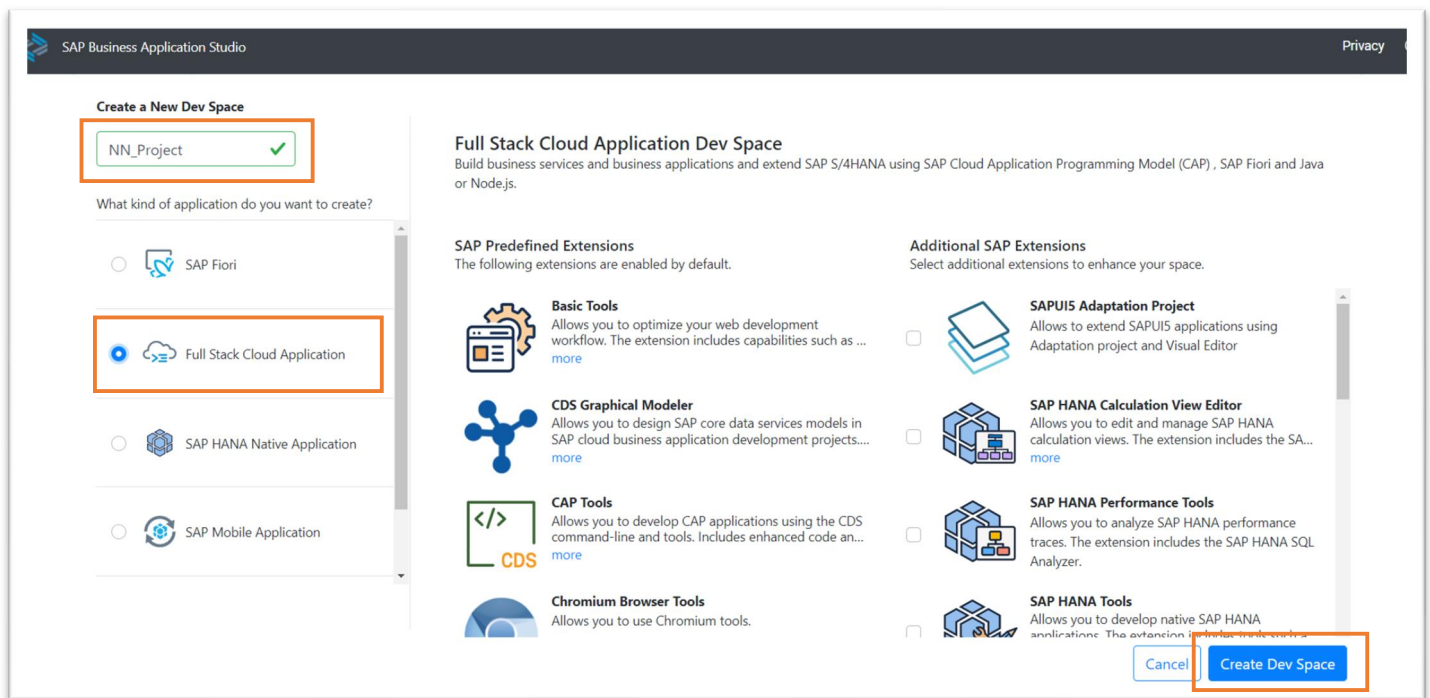 SAP Business Application Studio
Privacy
Create a New Dev Space
NN_Project
What kind of application do you want to create?
SAP Fiori
Full Stack Cloud Application
SAP HANA Native Application
SAP Mobile Application
Full Stack Cloud Application Dev Space
Build business services and business applications and extend SAP S/4HANA using SAP Cloud Application Programming Model (CAP) , SAP Fiori and Java
or Node.js.
SAP Predefined Extensions
The following extensions are enabled by default.
Basic Tools
Allows you to optimize your web development
workflow. The extension includes capabilities such as ...
more
CDS Graphical Modeler
Allows you to design SAP core data services models in
SAP cloud business application development projects....
more
</>
CDS
CAP Tools
Allows you to develop CAP applications using the CDS
command-line and tools. Includes enhanced code an...
more
Chromium Browser Tools
Allows you to use Chromium tools.
Additional SAP Extensions
Select additional extensions to enhance your space.
SAPUI5 Adaptation Project
Allows to extend SAPUI5 applications using
Adaptation project and Visual Editor
SAP HANA Calculation View Editor
Allows you to edit and manage SAP HANA
calculation views. The extension includes the SA...
more
SAP HANA Performance Tools
Allows you to analyze SAP HANA performance
traces. The extension includes the SAP HANA SQL
Analyzer.
SAP HANA Tools
Allows you to develop native SAP HANA
applications. The extension includes tools such a
Cancel
Create Dev Space